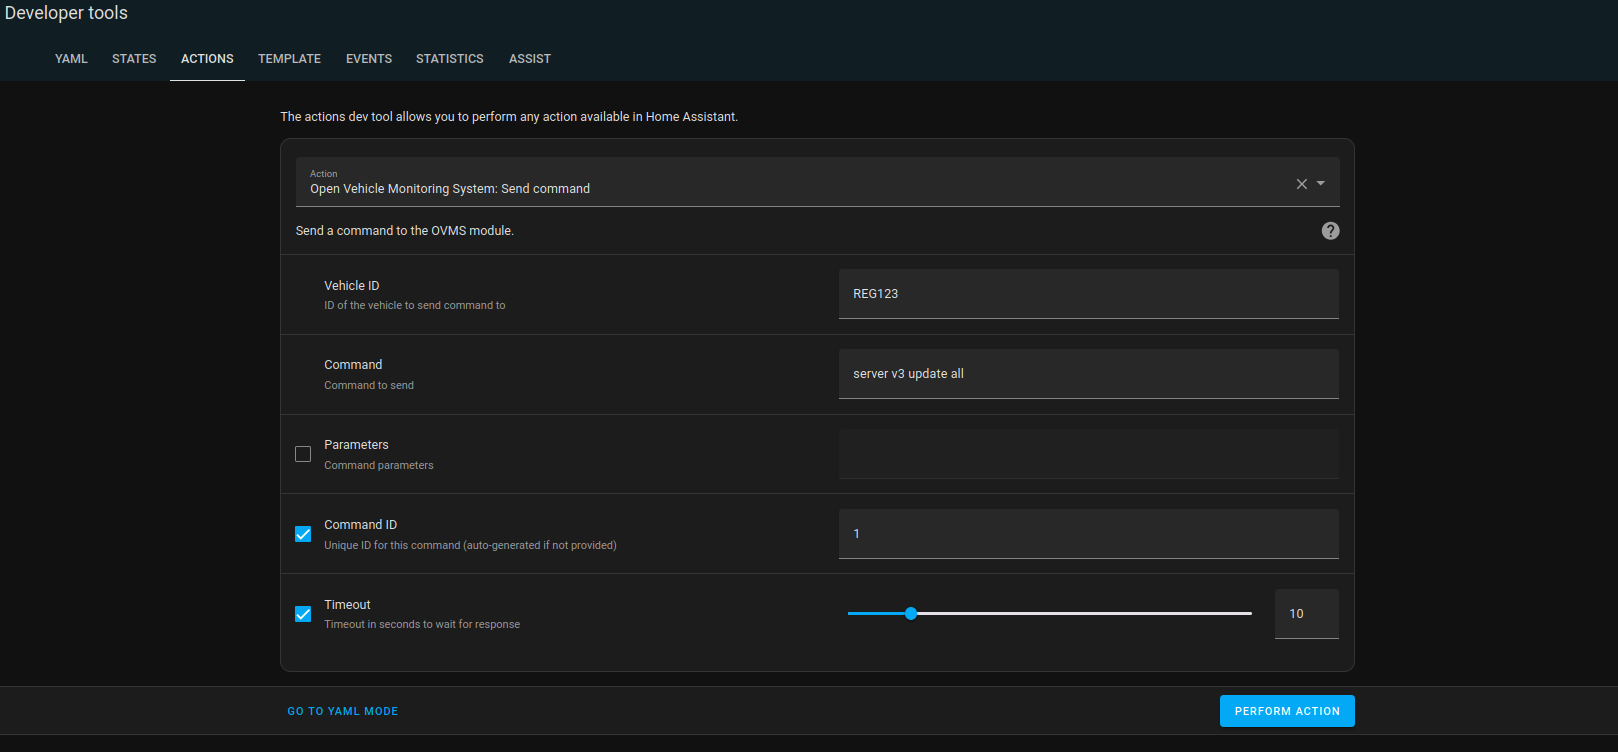 Developer tools
YAML STATES ACTIONS TEMPLATE EVENTS STATISTICS ASSIST
The actions dev tool allows you to perform any action available in Home Assistant.
Action
Open Vehicle Monitoring System: Send command
Send a command to the OVMS module.
Vehicle ID
ID of the vehicle to send command to
REG123
Command
Command to send
server v3 update all
Parameters
Command parameters
Command ID
Unique ID for this command (auto-generated if not provided)
1
Timeout
Timeout in seconds to wait for response
10
GO TO YAML MODE
PERFORM ACTION